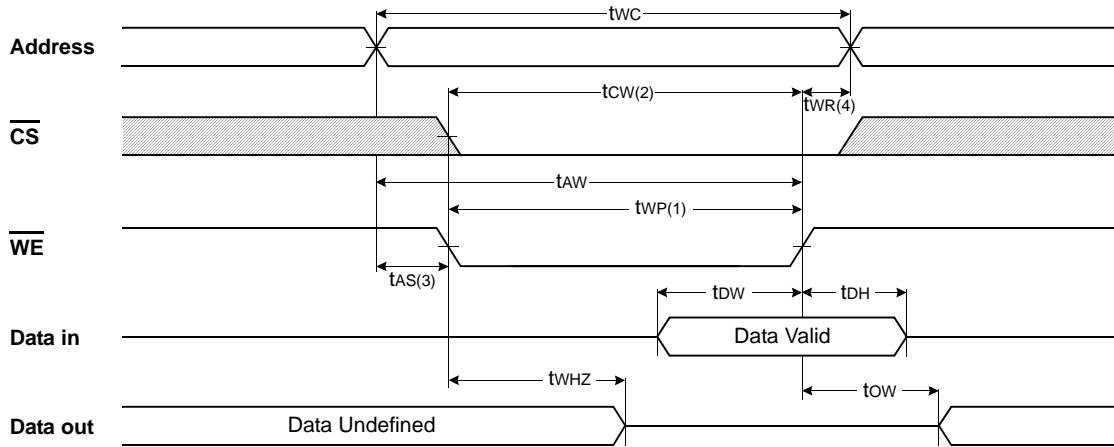 tWC
Address
tCW(2)
tWR(4)
CS
tAW
tWP(1)
WE
tAS(3)
tDW
tDH
Data in
Data Valid
tWHZ
tOW
Data out
Data Undefined